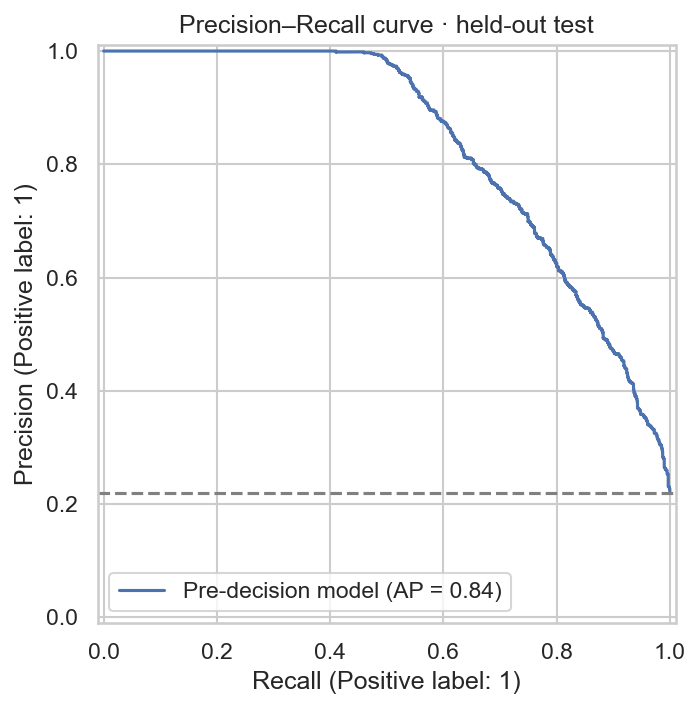 Precision–Recall curve · held-out test
Precision (Positive label: 1)
1.0
0.8
0.6
0.4
0.2
0.0
Pre-decision model (AP = 0.84)
0.0 0.2 0.4 0.6 0.8 1.0
Recall (Positive label: 1)